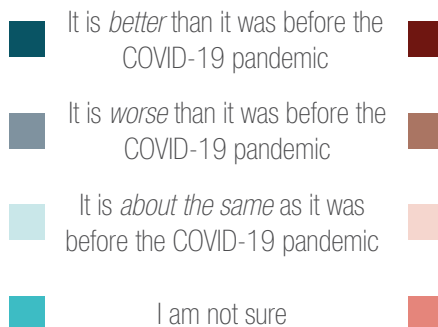 It is better than it was before the
COVID-19 pandemic
It is worse than it was before the
COVID-19 pandemic
It is about the same as it was
before the COVID-19 pandemic
I am not sure